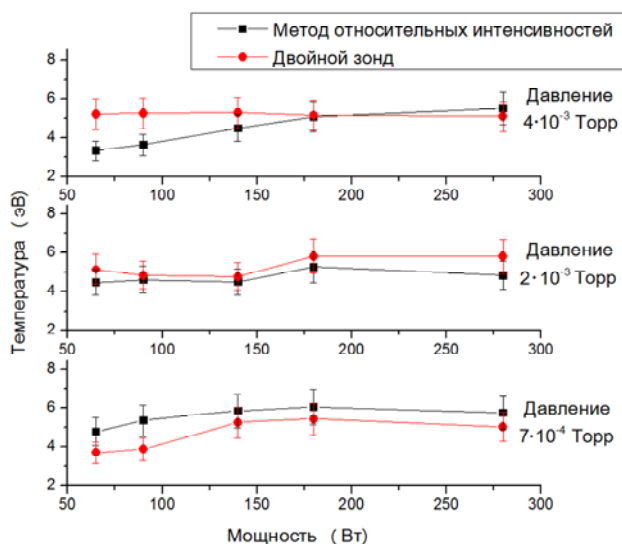 Метод относительных интенсивностей
Двойной зонд
8
6
4
2
50 100 150 200 250 300
Давление
4·10⁻³ Торр
8
6
4
2
50 100 150 200 250 300
Давление
2·10⁻³ Торр
8
6
4
2
50 100 150 200 250 300
Давление
7·10⁻⁴ Торр
Температура ( эВ)
Мощность ( Вт)